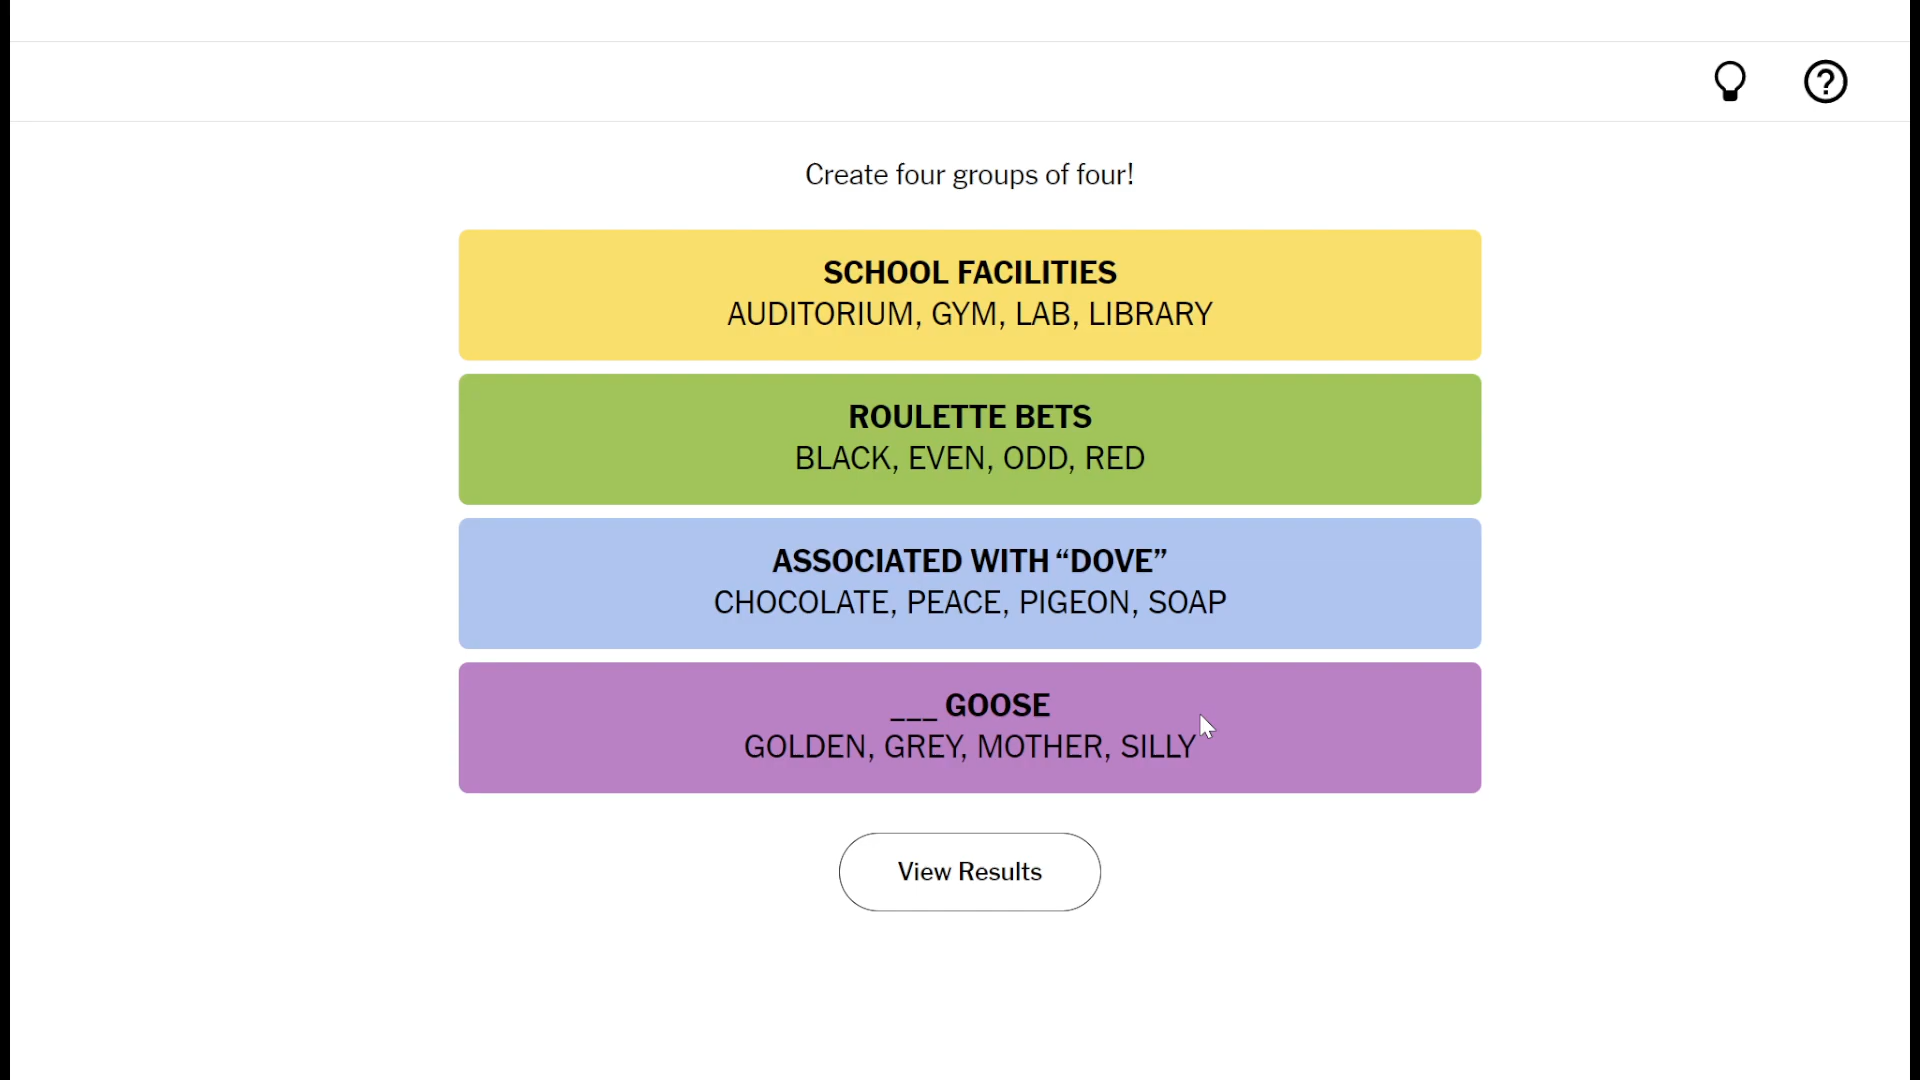 Create four groups of four!
SCHOOL FACILITIES
AUDITORIUM, GYM, LAB, LIBRARY
ROULETTE BETS
BLACK, EVEN, ODD, RED
ASSOCIATED WITH “DOVE”
CHOCOLATE, PEACE, PIGEON, SOAP
___ GOOSE
GOLDEN, GREY, MOTHER, SILLY
View Results